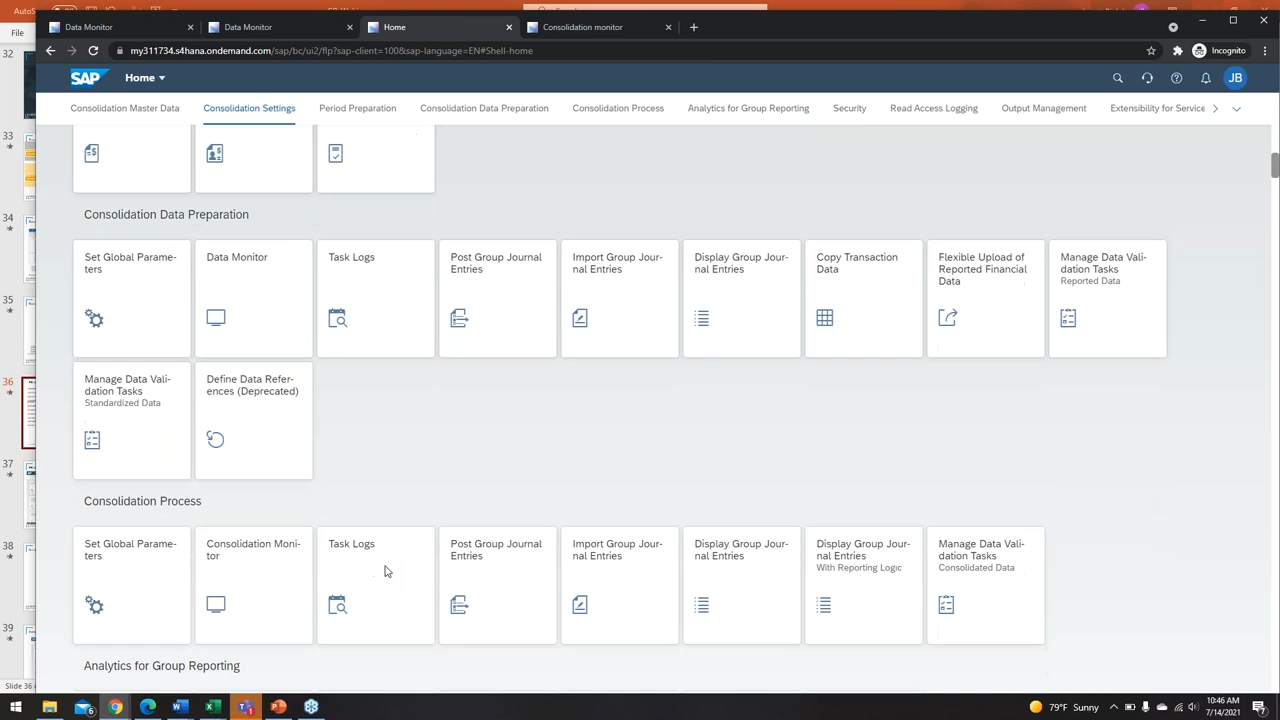 File
32
33
34
35
36
37
38
39
Slide 36
Data Monitor
Data Monitor
Home
Consolidation monitor
my311734.s4hana.ondemand.com/sap/bc/ui2/flp?sap-client=100&sap-language=EN#Shell-home
Incognito
SAP
Home
JB
Consolidation Master Data
Consolidation Settings
Period Preparation
Consolidation Data Preparation
Consolidation Process
Analytics for Group Reporting
Security
Read Access Logging
Output Management
Extensibility for Service
Consolidation Data Preparation
Set Global Parame-
ters
Data Monitor
Task Logs
Post Group Journal
Entries
Import Group Jour-
nal Entries
Display Group Jour-
nal Entries
Copy Transaction
Data
Flexible Upload of
Reported Financial
Data
Manage Data Vali-
dation Tasks
Reported Data
Manage Data Vali-
dation Tasks
Standardized Data
Define Data Refer-
ences (Deprecated)
Consolidation Process
Set Global Parame-
ters
Consolidation Moni-
tor
Task Logs
Post Group Journal
Entries
Import Group Jour-
nal Entries
Display Group Jour-
nal Entries
Display Group Jour-
nal Entries
With Reporting Logic
Manage Data Vali-
dation Tasks
Consolidated Data
Analytics for Group Reporting
79°F Sunny
10:46 AM
7/14/2021